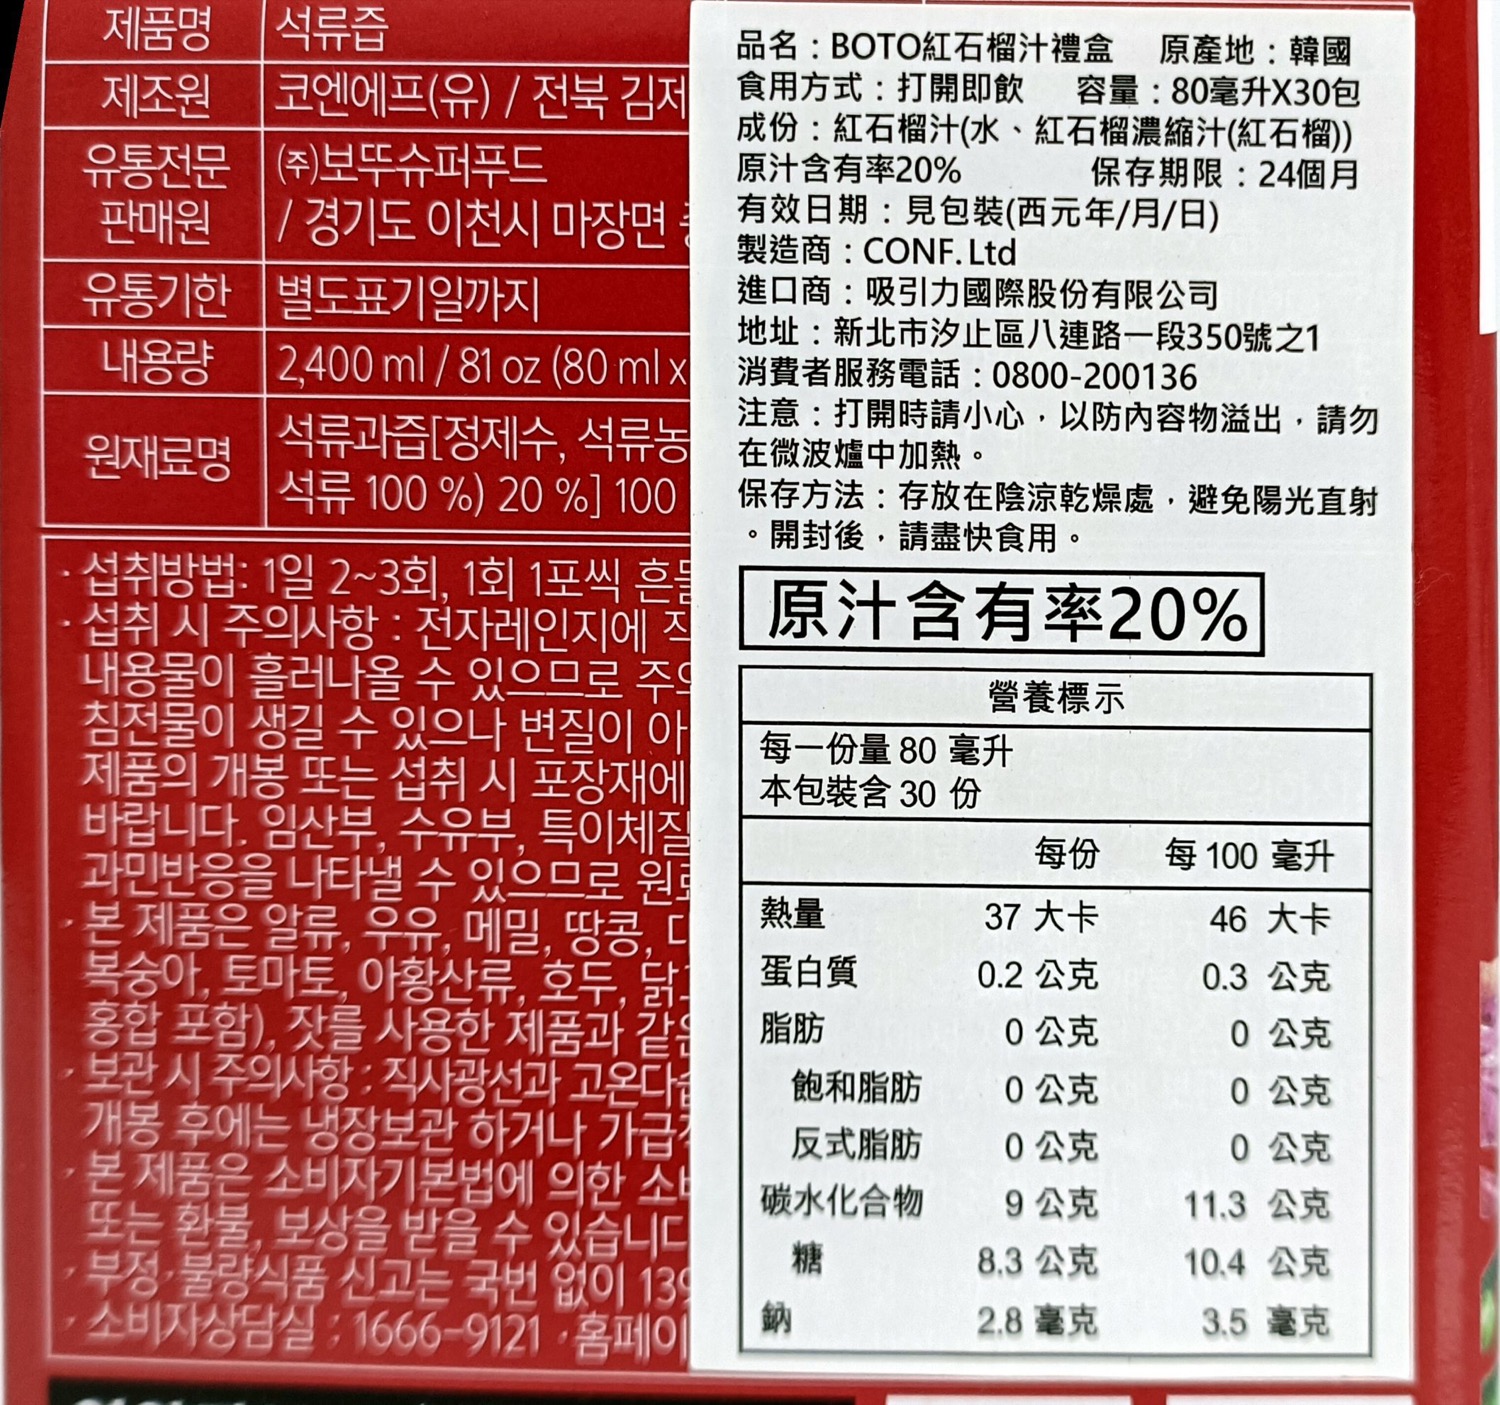 제품명 석류즙
제조원 코엔에프(유) / 전북 김제
유통전문 (주)보뚜슈퍼푸드
판매원 / 경기도 이천시 마장면
유통기한 별도표기일까지
내용량 2,400 ml / 81 oz (80 ml x
원재료명 석류과즙[정제수, 석류농
석류 100 %) 20 %] 100
· 섭취방법: 1일 2~3회, 1회 1포씩 흔들
· 섭취 시 주의사항 : 전자레인지에
내용물이 흘러나올 수 있으므로 주의
침전물이 생길 수 있으나 변질이 아
제품의 개봉 또는 섭취 시 포장재에
바랍니다. 임산부, 수유부, 특이체질
과민반응을 나타낼 수 있으므로 원료
· 본 제품은 알류, 우유, 메밀, 땅콩,
복숭아, 토마토, 아황산류, 호두, 닭
홍합 포함), 잣를 사용한 제품과 같은
· 보관 시 주의사항 : 직사광선과 고온다습
개봉 후에는 냉장보관 하거나 가급
· 본 제품은 소비자기본법에 의한 소비
또는 환불, 보상을 받을 수 있습니다
· 부정·불량식품 신고는 국번 없이 139
· 소비자상담실 : 1666-9121 · 홈페이
品名：BOTO紅石榴汁禮盒 原產地：韓國
食用方式：打開即飲 容量：80毫升X30包
成份：紅石榴汁(水、紅石榴濃縮汁(紅石榴))
原汁含有率20% 保存期限：24個月
有效日期：見包裝(西元年/月/日)
製造商：CONF. Ltd
進口商：吸引力國際股份有限公司
地址：新北市汐止區八連路一段350號之1
消費者服務電話：0800-200136
注意：打開時請小心，以防內容物溢出，請勿
在微波爐中加熱。
保存方法：存放在陰涼乾燥處，避免陽光直射
。開封後，請盡快食用。
原汁含有率20%
營養標示
每一份量 80 毫升
本包裝含 30 份
每份 每 100 毫升
熱量 37 大卡 46 大卡
蛋白質 0.2 公克 0.3 公克
脂肪 0 公克 0 公克
飽和脂肪 0 公克 0 公克
反式脂肪 0 公克 0 公克
碳水化合物 9 公克 11.3 公克
糖 8.3 公克 10.4 公克
鈉 2.8 毫克 3.5 毫克